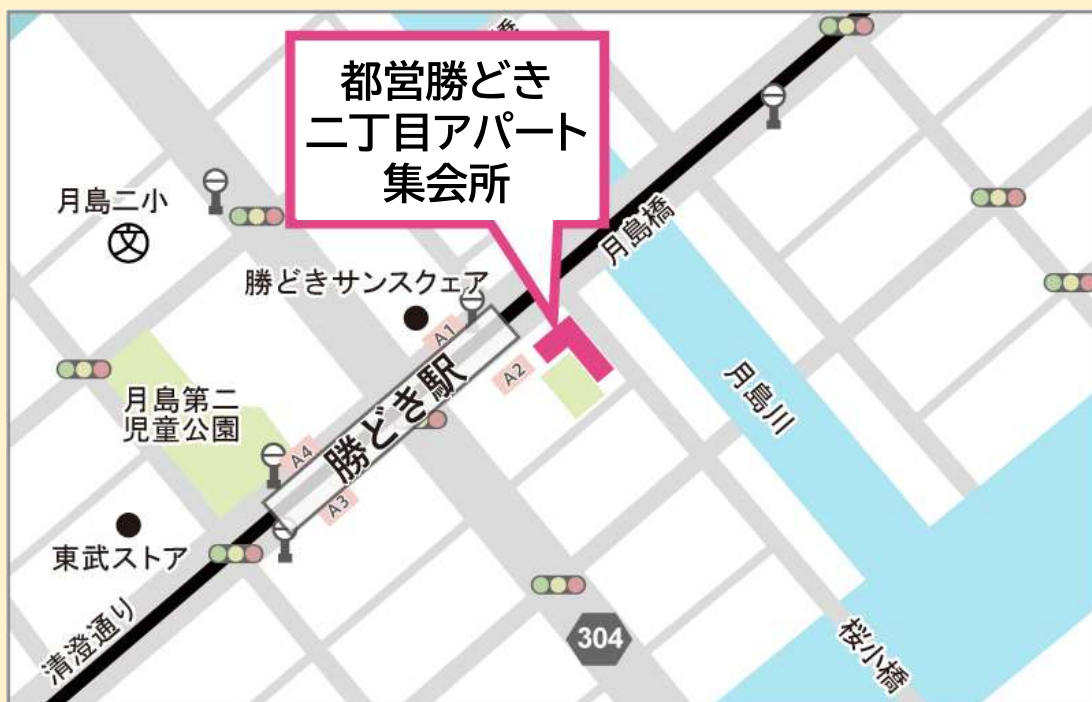 都営勝どき
二丁目アパート
集会所
月島二小
文
月島橋
勝どきサンスクェア
A1
A2
勝どき駅
月島川
月島第二
児童公園
A4
A3
東武ストア
304
清澄通り
桜小橋